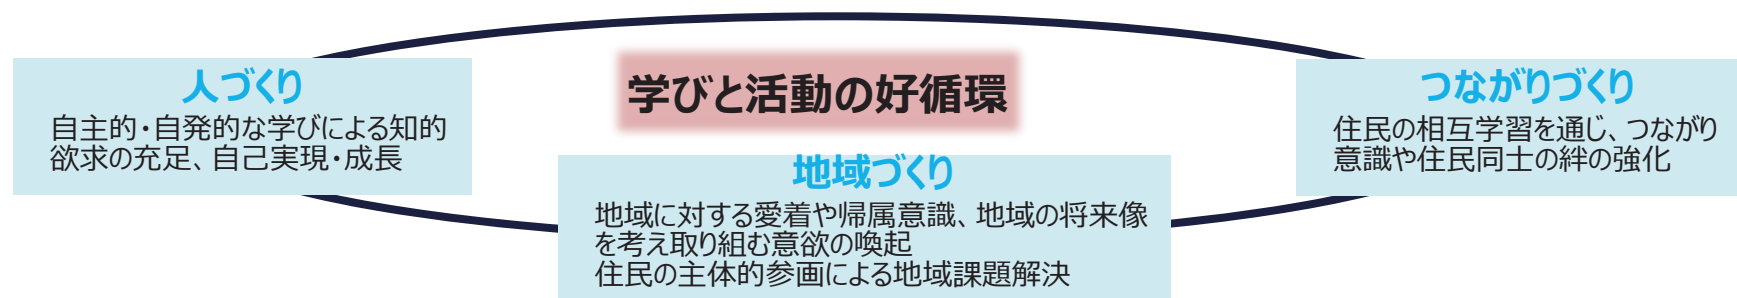 学びと活動の好循環
人づくり
自主的・自発的な学びによる知的
欲求の充足、自己実現・成長
つながりづくり
住民の相互学習を通じ、つながり
意識や住民同士の絆の強化
地域づくり
地域に対する愛着や帰属意識、地域の将来像
を考え取り組む意欲の喚起
住民の主体的参画による地域課題解決